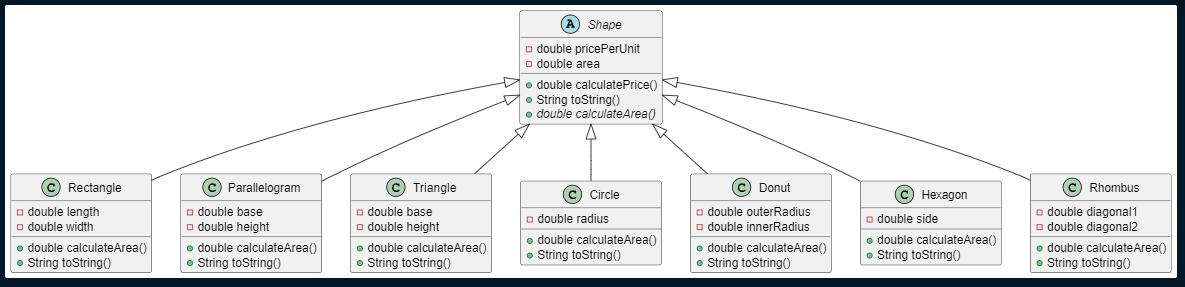 A Shape
double pricePerUnit
double area
double calculatePrice()
String toString()
double calculateArea()
C Rectangle
double length
double width
double calculateArea()
String toString()
C Parallelogram
double base
double height
double calculateArea()
String toString()
C Triangle
double base
double height
double calculateArea()
String toString()
C Circle
double radius
double calculateArea()
String toString()
C Donut
double outerRadius
double innerRadius
double calculateArea()
String toString()
C Hexagon
double side
double calculateArea()
String toString()
C Rhombus
double diagonal1
double diagonal2
double calculateArea()
String toString()